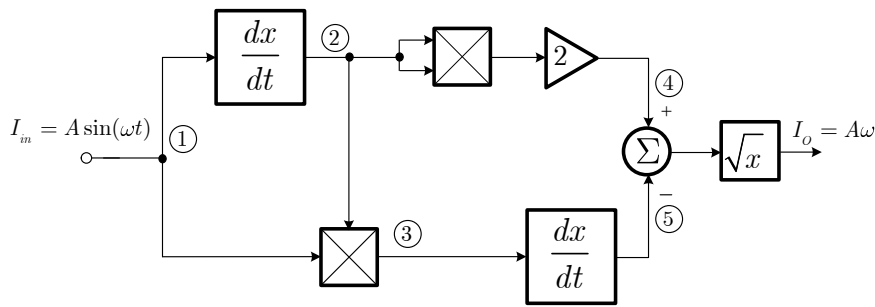 dx
dt
②
2
④
+
I_in = A sin(ωt)
①
Σ
√x
I_O = Aω
−
③
dx
dt
⑤